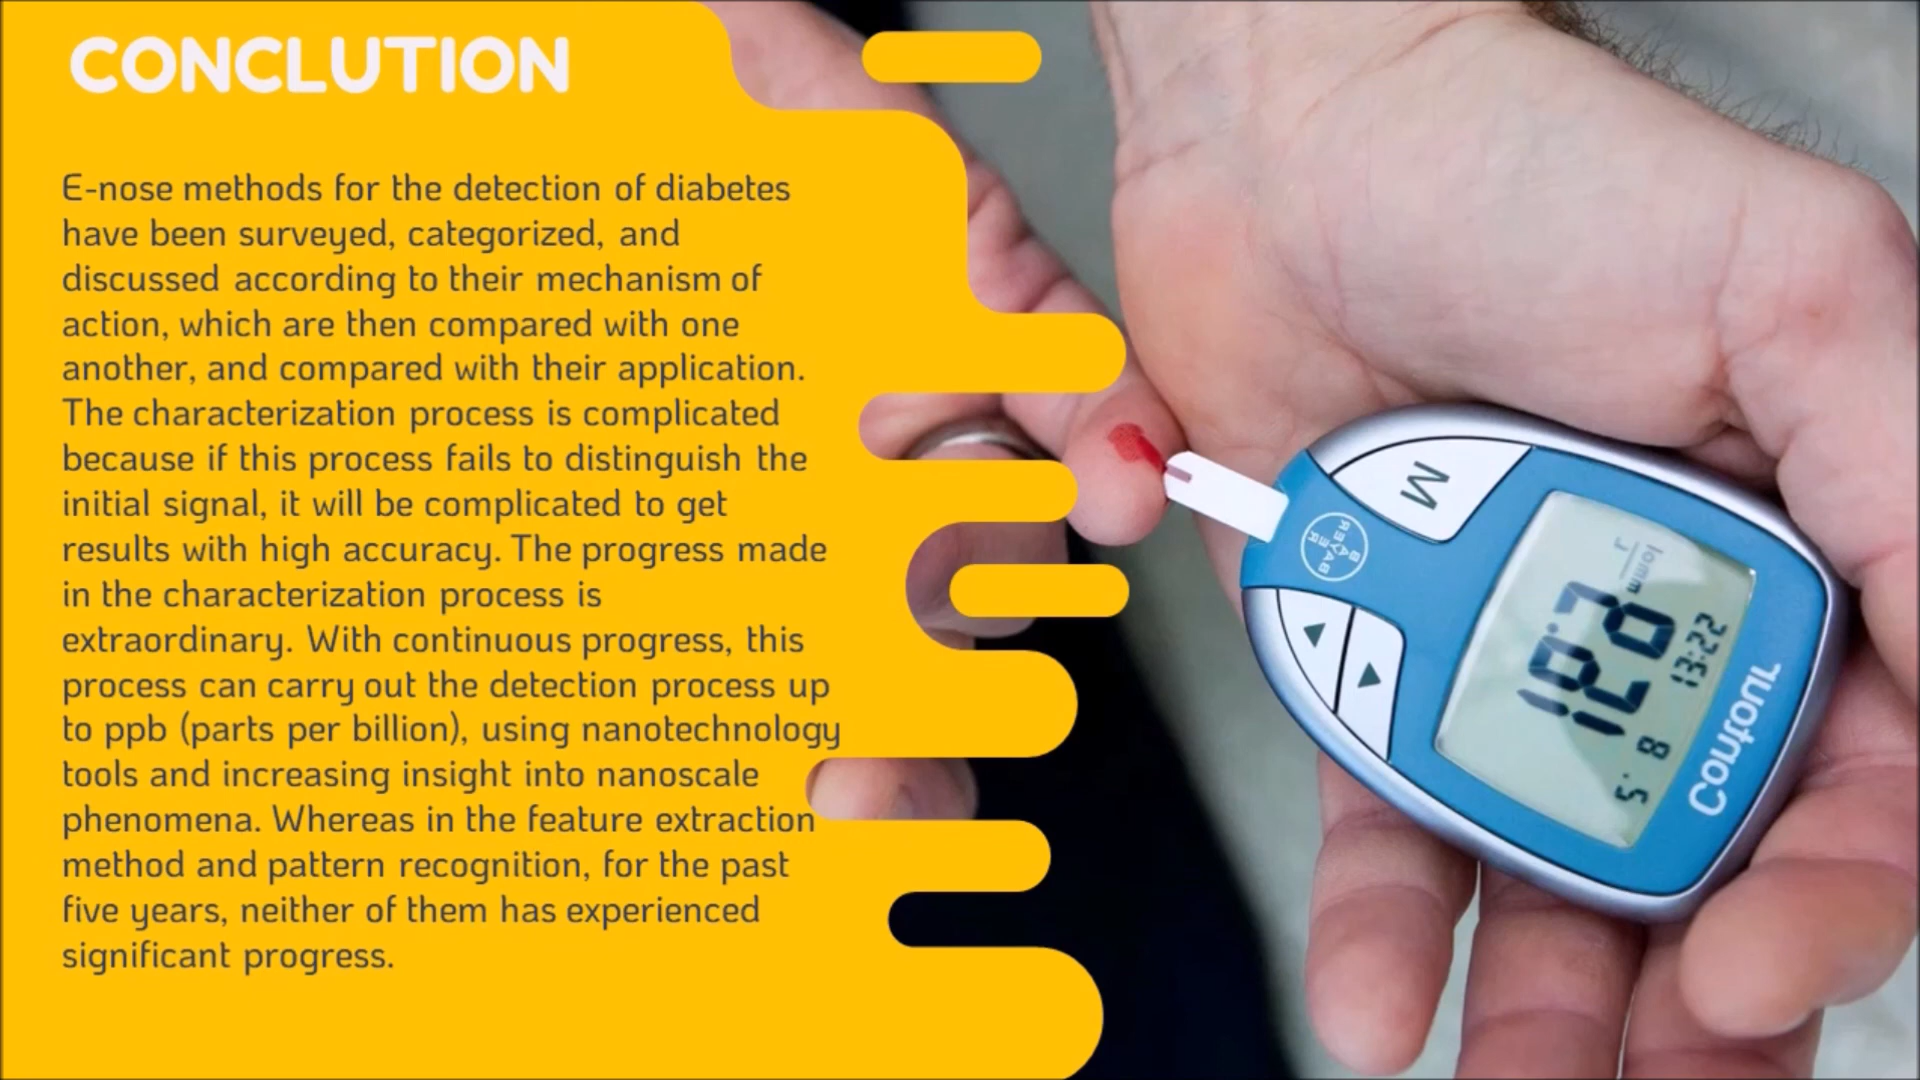 CONCLUTION
E-nose methods for the detection of diabetes
have been surveyed, categorized, and
discussed according to their mechanism of
action, which are then compared with one
another, and compared with their application.
The characterization process is complicated
because if this process fails to distinguish the
initial signal, it will be complicated to get
results with high accuracy. The progress made
in the characterization process is
extraordinary. With continuous progress, this
process can carry out the detection process up
to ppb (parts per billion), using nanotechnology
tools and increasing insight into nanoscale
phenomena. Whereas in the feature extraction
method and pattern recognition, for the past
five years, neither of them has experienced
significant progress.
M
BAYER
BAYER
13:22
Contour